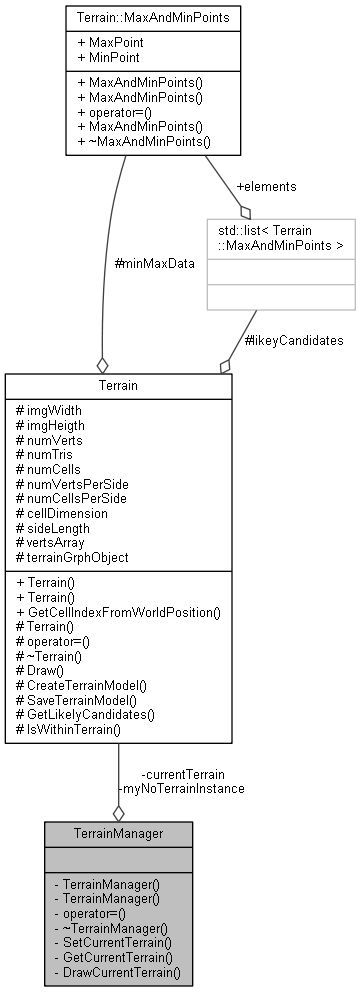 Terrain::MaxAndMinPoints
+ MaxPoint
+ MinPoint
+ MaxAndMinPoints()
+ MaxAndMinPoints()
+ operator=()
+ MaxAndMinPoints()
+ ~MaxAndMinPoints()
+elements
std::list< Terrain
::MaxAndMinPoints >
#minMaxData
#likeyCandidates
Terrain
# imgWidth
# imgHeigth
# numVerts
# numTris
# numCells
# numVertsPerSide
# numCellsPerSide
# cellDimension
# sideLength
# vertsArray
# terrainGrphObject
+ Terrain()
+ Terrain()
+ GetCellIndexFromWorldPosition()
# Terrain()
# operator=()
# ~Terrain()
# Draw()
# CreateTerrainModel()
# SaveTerrainModel()
# GetLikelyCandidates()
# IsWithinTerrain()
-currentTerrain
-myNoTerrainInstance
TerrainManager
- TerrainManager()
- TerrainManager()
- operator=()
- ~TerrainManager()
- SetCurrentTerrain()
- GetCurrentTerrain()
- DrawCurrentTerrain()